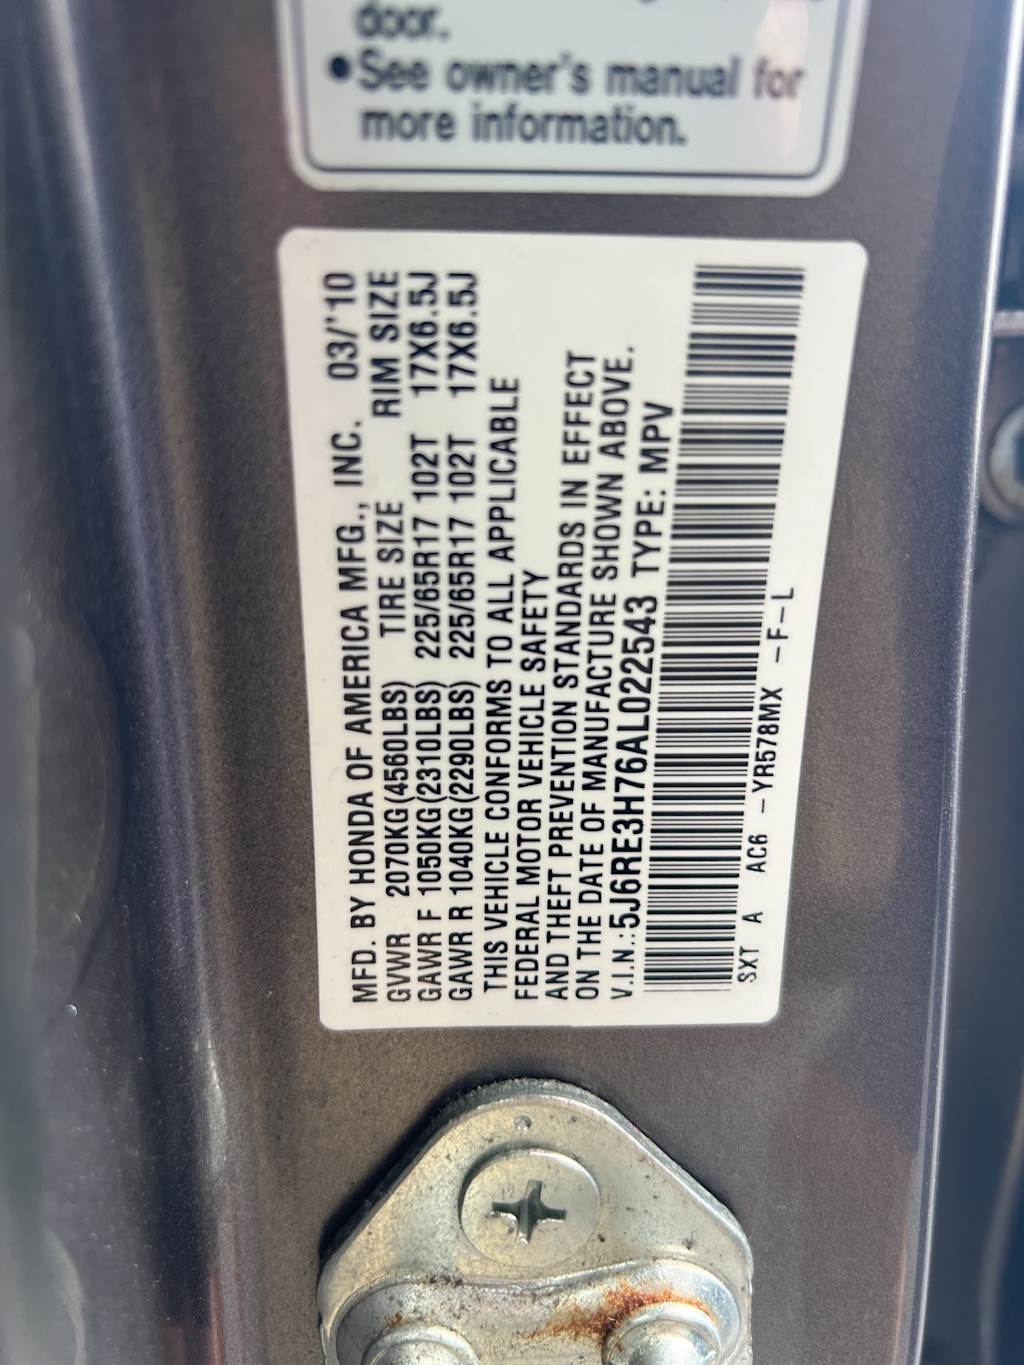 door.
•See owner's manual for
more information.
MFD. BY HONDA OF AMERICA MFG., INC. 03/'10
GVWR 2070KG(4560LBS) TIRE SIZE RIM SIZE
GAWR F 1050KG(2310LBS) 225/65R17 102T 17X6.5J
GAWR R 1040KG(2290LBS) 225/65R17 102T 17X6.5J
THIS VEHICLE CONFORMS TO ALL APPLICABLE
FEDERAL MOTOR VEHICLE SAFETY
AND THEFT PREVENTION STANDARDS IN EFFECT
ON THE DATE OF MANUFACTURE SHOWN ABOVE.
V.I.N.:5J6RE3H76AL022543 TYPE: MPV
SXT A AC6 -YR578MX -F-L